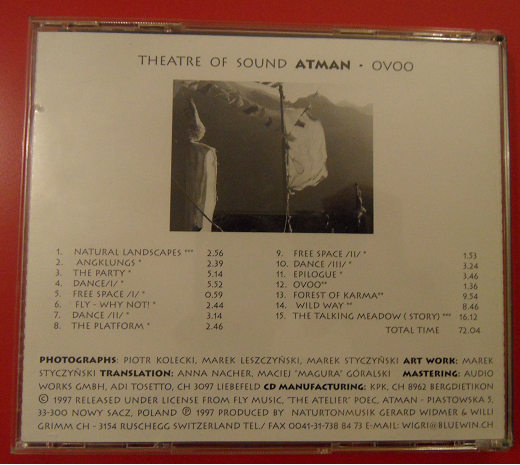 THEATRE OF SOUND ATMAN • OVOO
1. NATURAL LANDSCAPES *** 2.56
2. ANGKLUNGS * 2.39
3. THE PARTY * 5.14
4. DANCE/I/ * 5.52
5. FREE SPACE /I/ * 0.59
6. FLY - WHY NOT! * 2.44
7. DANCE /II/ * 3.14
8. THE PLATFORM * 2.46
9. FREE SPACE /II/ * 1.53
10. DANCE /III/ * 3.24
11. EPILOGUE * 3.46
12. OVOO** 1.36
13. FOREST OF KARMA** 9.54
14. WILD WAY ** 8.46
15. THE TALKING MEADOW ( STORY) *** 16.12
TOTAL TIME 72.04
PHOTOGRAPHS: PIOTR KOLECKI, MAREK LESZCZYŃSKI, MAREK STYCZYŃSKI ART WORK: MAREK
STYCZYŃSKI TRANSLATION: ANNA NACHER, MACIEJ "MAGURA" GÓRALSKI MASTERING: AUDIO
WORKS GMBH, ADI TOSETTO, CH 3097 LIEBEFELD CD MANUFACTURING: KPK, CH 8962 BERGDIETIKON
© 1997 RELEASED UNDER LICENSE FROM FLY MUSIC, "THE ATELIER" POEC, ATMAN - PIASTOWSKA 5,
33-300 NOWY SACZ, POLAND ℗ 1997 PRODUCED BY NATURTONMUSIK GERARD WIDMER & WILLI
GRIMM CH - 3154 RUSCHEGG SWITZERLAND TEL/ FAX 0041-31-738 84 73 E-MAIL: WIGRI@BLUEWIN.CH